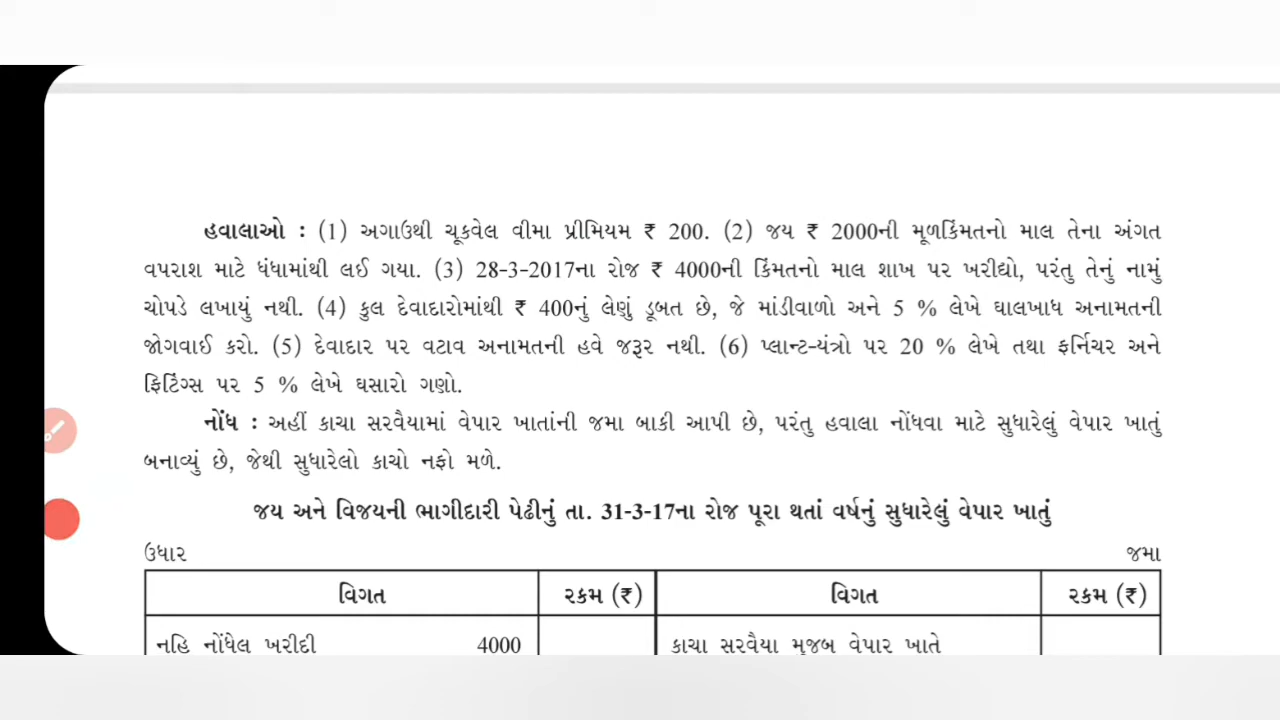 હવાલાઓ : (1) અગાઉથી ચૂકવેલ વીમા પ્રીમિયમ ₹ 200. (2) જય ₹ 2000ની મૂળકિંમતનો માલ તેના અંગત
વપરાશ માટે ધંધામાંથી લઈ ગયા. (3) 28-3-2017ના રોજ ₹ 4000ની કિંમતનો માલ શાખ પર ખરીદ્યો, પરંતુ તેનું નામું
ચોપડે લખાયું નથી. (4) કુલ દેવાદારોમાંથી ₹ 400નું લેણું ડૂબત છે, જે માંડીવાળો અને 5 % લેખે ઘાલખાધ અનામતની
જોગવાઈ કરો. (5) દેવાદાર પર વટાવ અનામતની હવે જરૂર નથી. (6) પ્લાન્ટ-યંત્રો પર 20 % લેખે તથા ફર્નિચર અને
ફિટિંગ્સ પર 5 % લેખે ઘસારો ગણો.
નોંધ : અહીં કાચા સરવૈયામાં વેપાર ખાતાંની જમા બાકી આપી છે, પરંતુ હવાલા નોંધવા માટે સુધારેલું વેપાર ખાતું
બનાવ્યું છે, જેથી સુધારેલો કાચો નફો મળે.
જય અને વિજયની ભાગીદારી પેઢીનું તા. 31-3-17ના રોજ પૂરા થતાં વર્ષનું સુધારેલું વેપાર ખાતું
ઉધાર જમા
વિગત રકમ (₹) વિગત રકમ (₹)
નહિ નોંધેલ ખરીદી 4000 કાચા સરવૈયા મુજબ વેપાર ખાતે